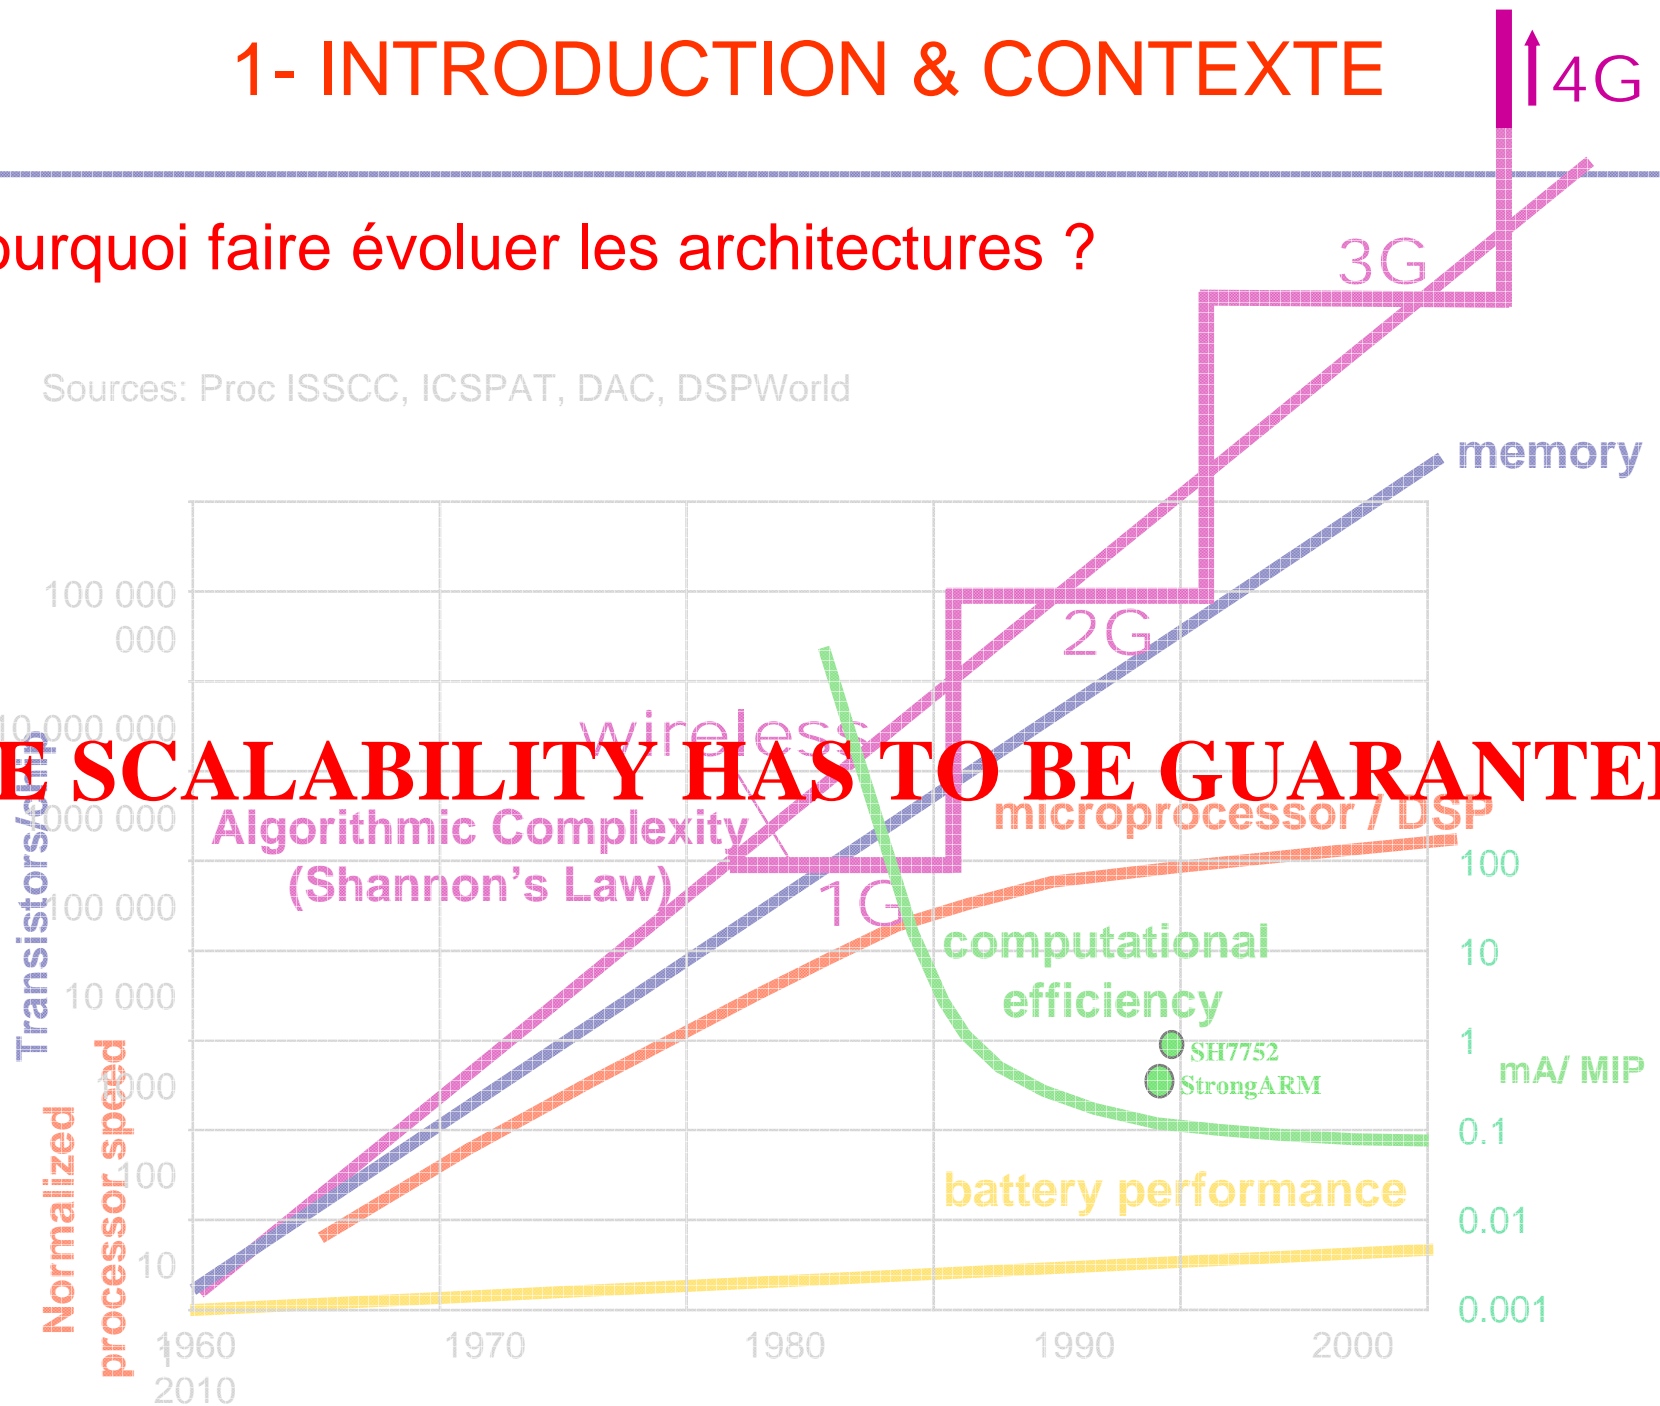 1- INTRODUCTION & CONTEXTE
4G
ourquoi faire évoluer les architectures ?
3G
Sources: Proc ISSCC, ICSPAT, DAC, DSPWorld
memory
100 000
000
2G
10 000 000
wireless
E SCALABILITY HAS TO BE GUARANTEE
microprocessor / DSP
000 000
Algorithmic Complexity
(Shannon's Law)
100
100 000
1G
computational
10
efficiency
10 000
1
SH7752
mA/ MIP
StrongARM
1000
0.1
100
battery performance
0.01
10
0.001
Transistors/chip
Normalized
processor speed
1960 1970 1980 1990 2000
1
2010